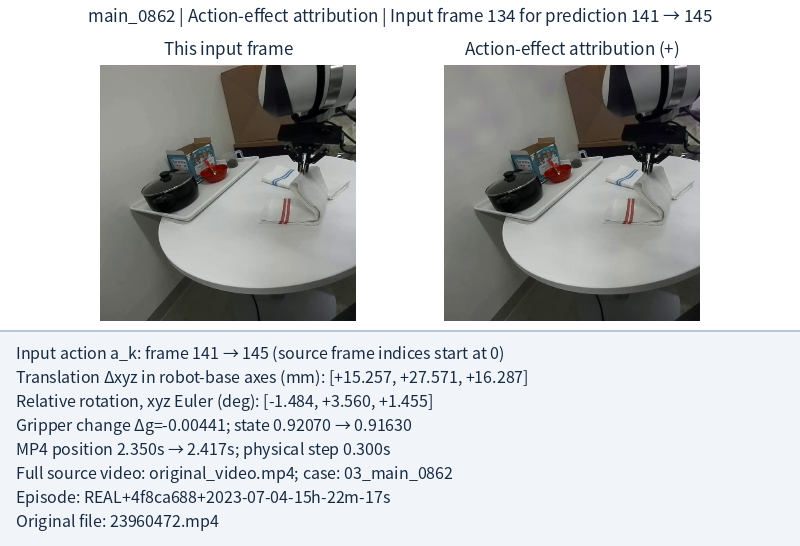 main_0862 | Action-effect attribution | Input frame 134 for prediction 141 → 145
This input frame
Action-effect attribution (+)
Input action a_k: frame 141 → 145 (source frame indices start at 0)
Translation Δxyz in robot-base axes (mm): [+15.257, +27.571, +16.287]
Relative rotation, xyz Euler (deg): [-1.484, +3.560, +1.455]
Gripper change Δg=-0.00441; state 0.92070 → 0.91630
MP4 position 2.350s → 2.417s; physical step 0.300s
Full source video: original_video.mp4; case: 03_main_0862
Episode: REAL+4f8ca688+2023-07-04-15h-22m-17s
Original file: 23960472.mp4